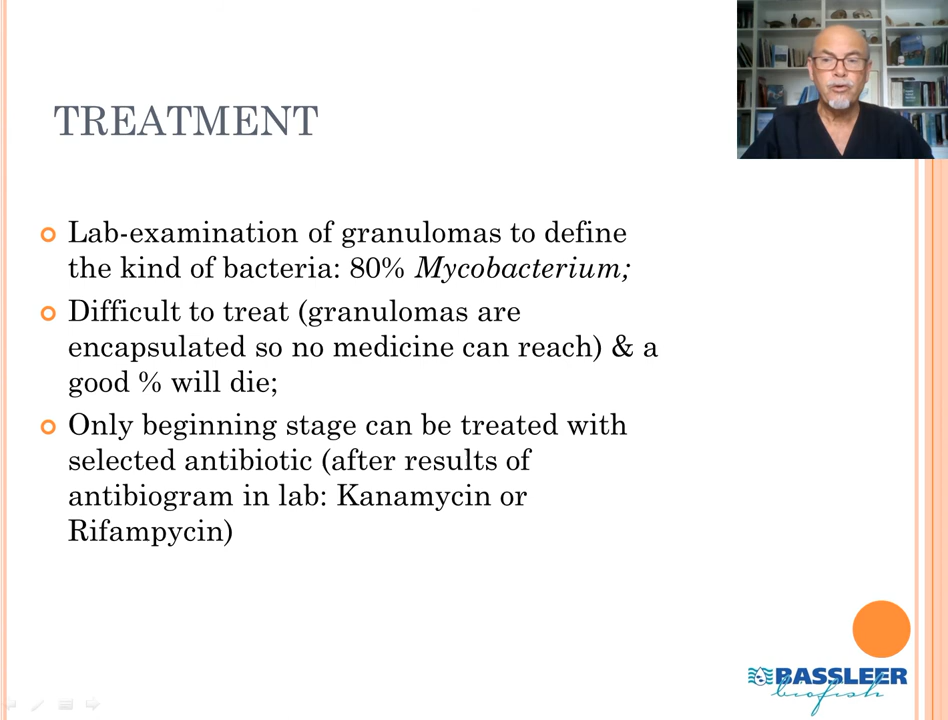 TREATMENT
Lab-examination of granulomas to define
the kind of bacteria: 80% Mycobacterium;
Difficult to treat (granulomas are
encapsulated so no medicine can reach) & a
good % will die;
Only beginning stage can be treated with
selected antibiotic (after results of
antibiogram in lab: Kanamycin or
Rifampycin)
BASSLEER
biofish